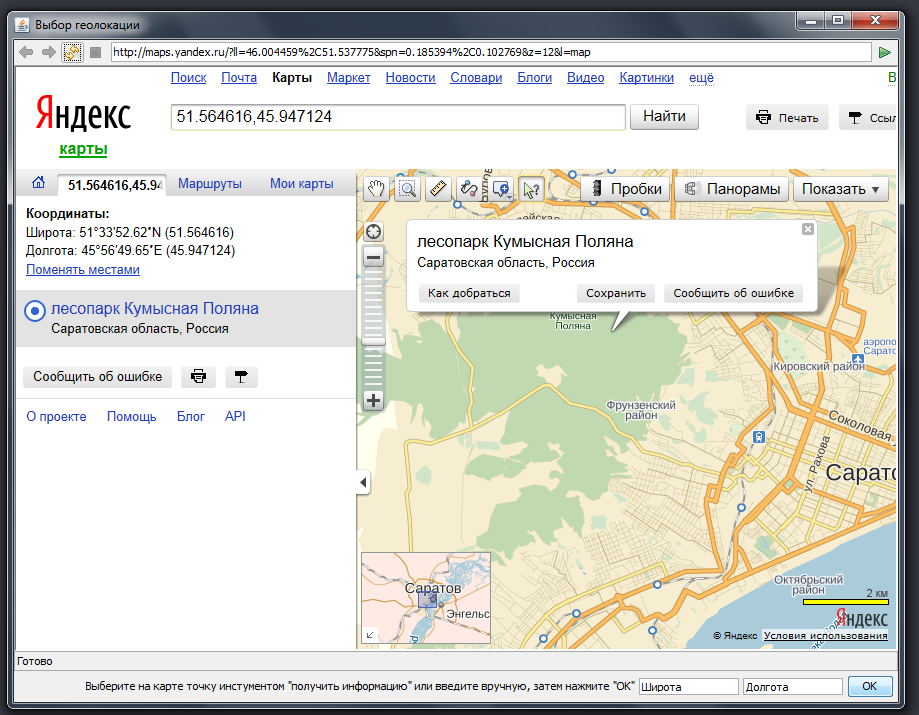 Выбор геолокации
http://maps.yandex.ru/?ll=46.004459%2C51.537775&spn=0.185394%2C0.102769&z=12&l=map
Поиск Почта Карты Маркет Новости Словари Блоги Видео Картинки ещё
Яндекс
карты
51.564616,45.947124
Найти
Печать
51.564616,45.94
Маршруты
Мои карты
Пробки
Панорамы
Показать
Координаты:
Широта: 51°33'52.62"N (51.564616)
Долгота: 45°56'49.65"E (45.947124)
Поменять местами
лесопарк Кумысная Поляна
Саратовская область, Россия
Сообщить об ошибке
О проекте Помощь Блог API
лесопарк Кумысная Поляна
Саратовская область, Россия
Как добраться
Сохранить
Сообщить об ошибке
Кумысная
Поляна
Кировский район
Фрунзенский
район
Соколовая
ул. Рахова
Октябрьский
район
2 км
Яндекс
© Яндекс Условия использования
Саратов
Энгельс
Готово
Выберите на карте точку инстументом "получить информацию" или введите вручную, затем нажмите "OK"
Широта
Долгота
OK